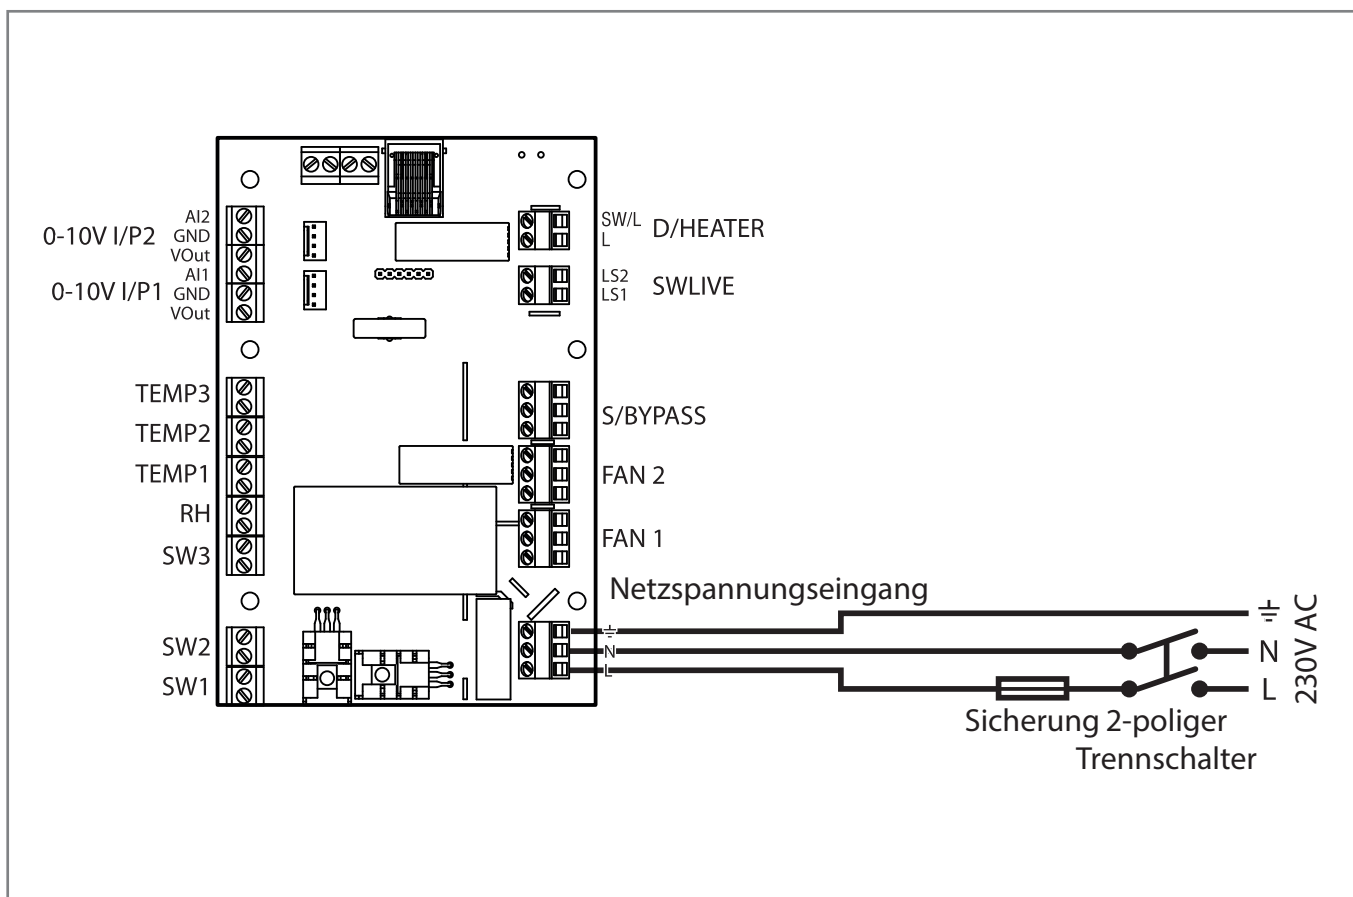 AI2
0-10V I/P2 GND
VOut
AI1
0-10V I/P1 GND
VOut
TEMP3
TEMP2
TEMP1
RH
SW3
SW2
SW1
SW/L D/HEATER
L
LS2 SWLIVE
LS1
S/BYPASS
FAN 2
FAN 1
Netzspannungseingang
N
L
N
L
230V AC
Sicherung 2-poliger
Trennschalter